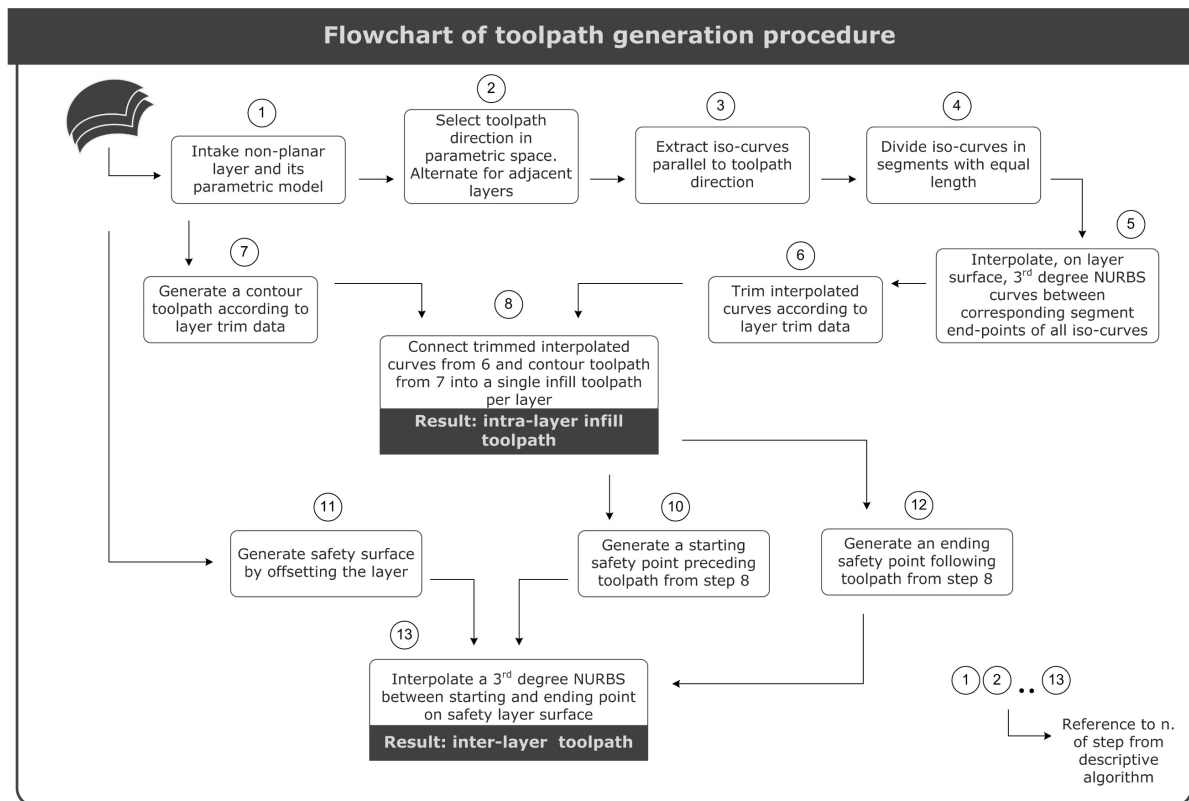 Flowchart of toolpath generation procedure
1
Intake non-planar
layer and its
parametric model
2
Select toolpath
direction in
parametric space.
Alternate for adjacent
layers
3
Extract iso-curves
parallel to toolpath
direction
4
Divide iso-curves in
segments with equal
length
5
Interpolate, on layer
surface, 3rd degree NURBS
curves between
corresponding segment
end-points of all iso-curves
6
Trim interpolated
curves according to
layer trim data
7
Generate a contour
toolpath according to
layer trim data
8
Connect trimmed interpolated
curves from 6 and contour toolpath
from 7 into a single infill toolpath
per layer
Result: intra-layer infill
toolpath
11
Generate safety surface
by offsetting the layer
10
Generate a starting
safety point preceding
toolpath from step 8
12
Generate an ending
safety point following
toolpath from step 8
13
Interpolate a 3rd degree NURBS
between starting and ending point
on safety layer surface
Result: inter-layer toolpath
1 2 .. 13
Reference to n.
of step from
descriptive
algorithm